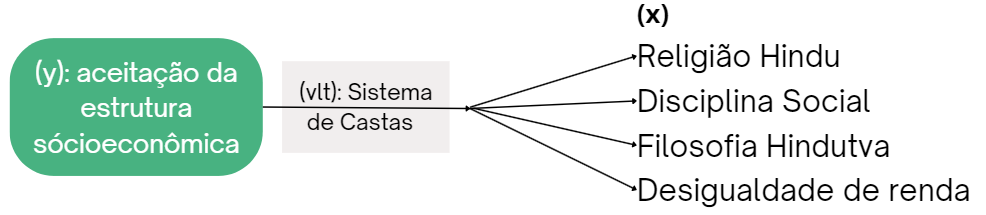 (x)
(y): aceitação da
estrutura
sócioeconômica
(vlt): Sistema
de Castas
Religião Hindu
Disciplina Social
Filosofia Hindutva
Desigualdade de renda